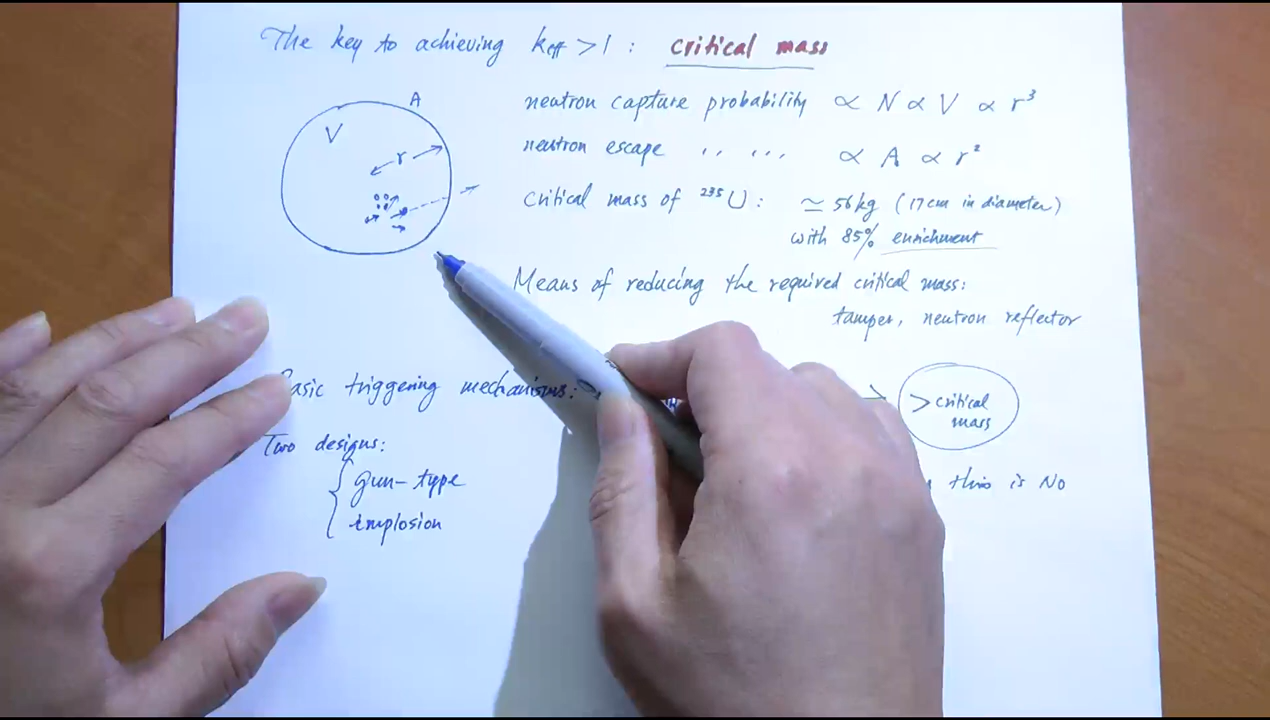 The key to achieving keff > 1 : critical mass
A
V
r
neutron capture probability ∝ N ∝ V ∝ r³
neutron escape ,, ,,, ∝ A ∝ r²
critical mass of ²³⁵U : ≃ 56 kg (17cm in diameter)
with 85% enrichment
Means of reducing the required critical mass:
tamper, neutron reflector
Basic triggering mechanisms:
> critical
mass
Two designs:
gun-type
implosion
this is No